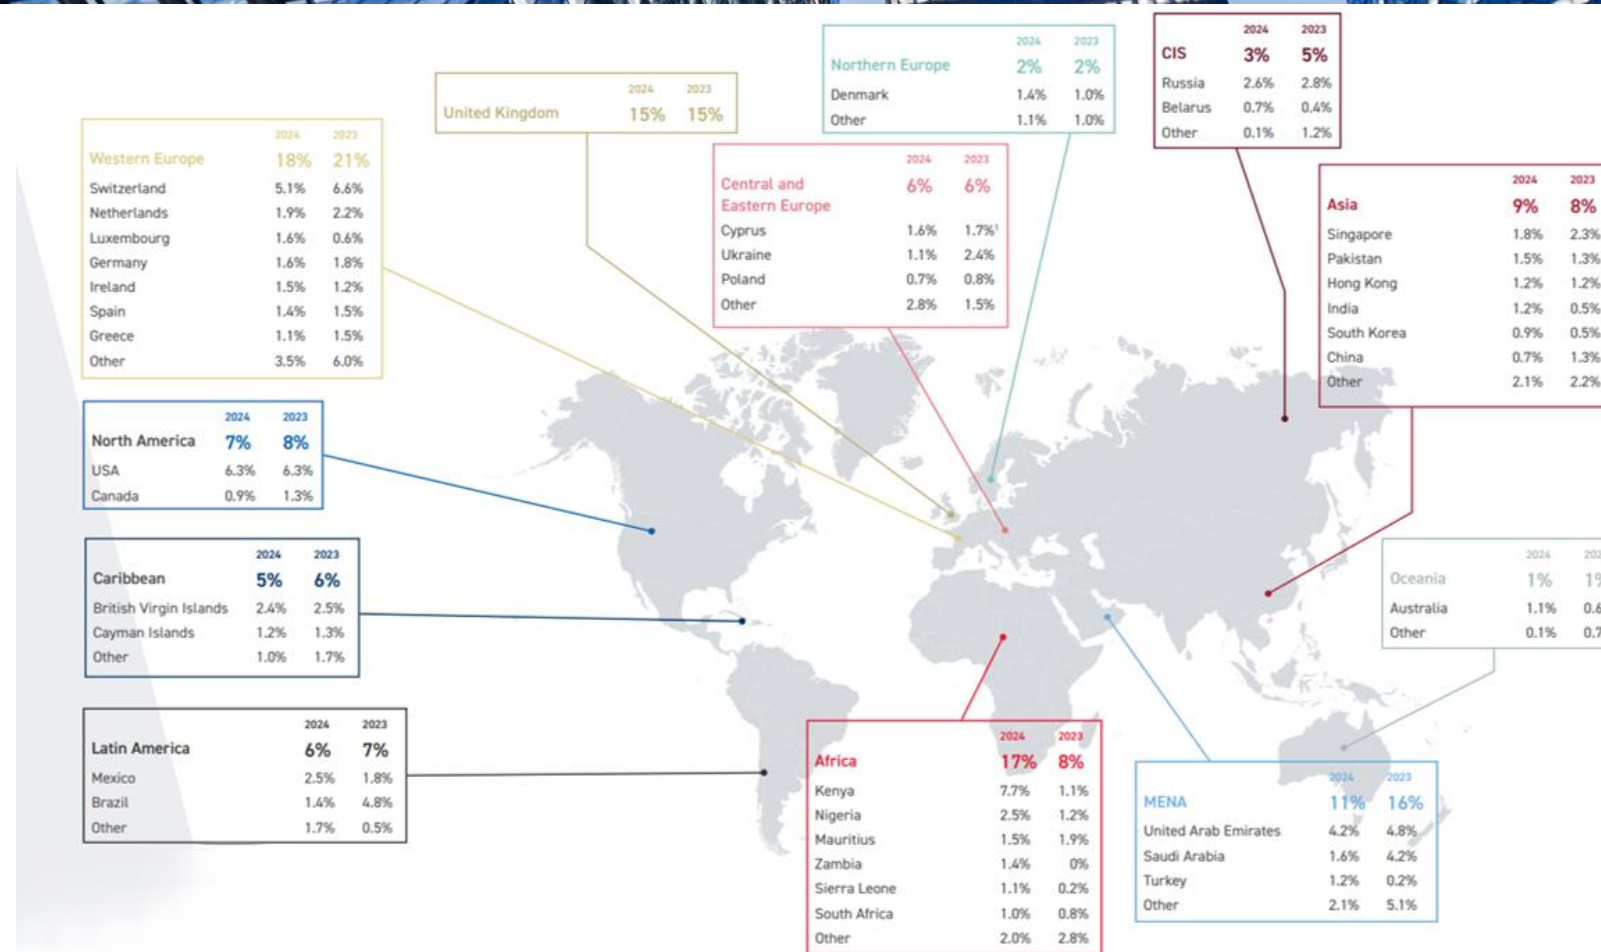 2024 2023
Western Europe 18% 21%
Switzerland 5.1% 6.6%
Netherlands 1.9% 2.2%
Luxembourg 1.6% 0.6%
Germany 1.6% 1.8%
Ireland 1.5% 1.2%
Spain 1.4% 1.5%
Greece 1.1% 1.5%
Other 3.5% 6.0%
2024 2023
United Kingdom 15% 15%
2024 2023
Northern Europe 2% 2%
Denmark 1.4% 1.0%
Other 1.1% 1.0%
2024 2023
Central and 6% 6%
Eastern Europe
Cyprus 1.6% 1.7%¹
Ukraine 1.1% 2.4%
Poland 0.7% 0.8%
Other 2.8% 1.5%
2024 2023
CIS 3% 5%
Russia 2.6% 2.8%
Belarus 0.7% 0.4%
Other 0.1% 1.2%
2024 2023
Asia 9% 8%
Singapore 1.8% 2.3%
Pakistan 1.5% 1.3%
Hong Kong 1.2% 1.2%
India 1.2% 0.5%
South Korea 0.9% 0.5%
China 0.7% 1.3%
Other 2.1% 2.2%
2024 2023
North America 7% 8%
USA 6.3% 6.3%
Canada 0.9% 1.3%
2024 2023
Caribbean 5% 6%
British Virgin Islands 2.4% 2.5%
Cayman Islands 1.2% 1.3%
Other 1.0% 1.7%
2024 2023
Latin America 6% 7%
Mexico 2.5% 1.8%
Brazil 1.4% 4.8%
Other 1.7% 0.5%
2024 2023
Africa 17% 8%
Kenya 7.7% 1.1%
Nigeria 2.5% 1.2%
Mauritius 1.5% 1.9%
Zambia 1.4% 0%
Sierra Leone 1.1% 0.2%
South Africa 1.0% 0.8%
Other 2.0% 2.8%
2024 2023
MENA 11% 16%
United Arab Emirates 4.2% 4.8%
Saudi Arabia 1.6% 4.2%
Turkey 1.2% 0.2%
Other 2.1% 5.1%
2024 202
Oceania 1% 1%
Australia 1.1% 0.6
Other 0.1% 0.7